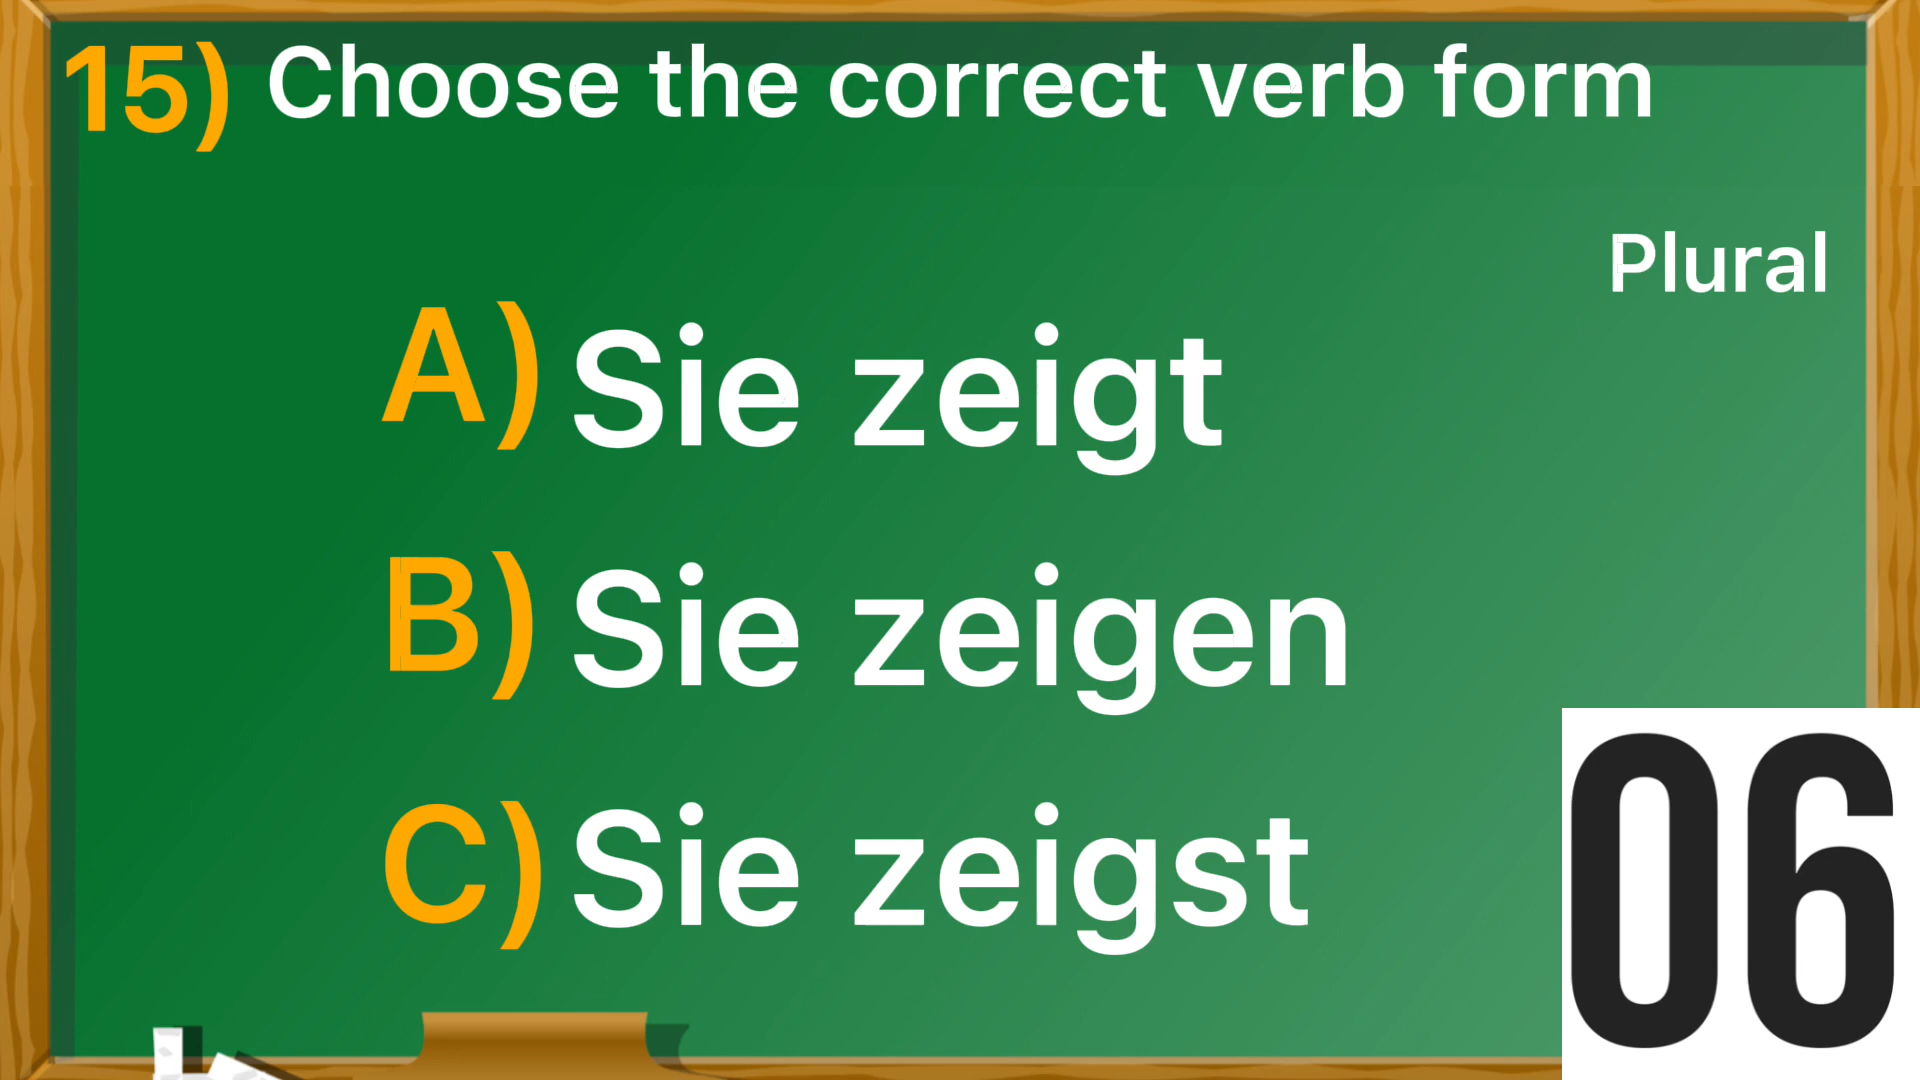 15) Choose the correct verb form
Plural
A) Sie zeigt
B) Sie zeigen
C) Sie zeigst
06